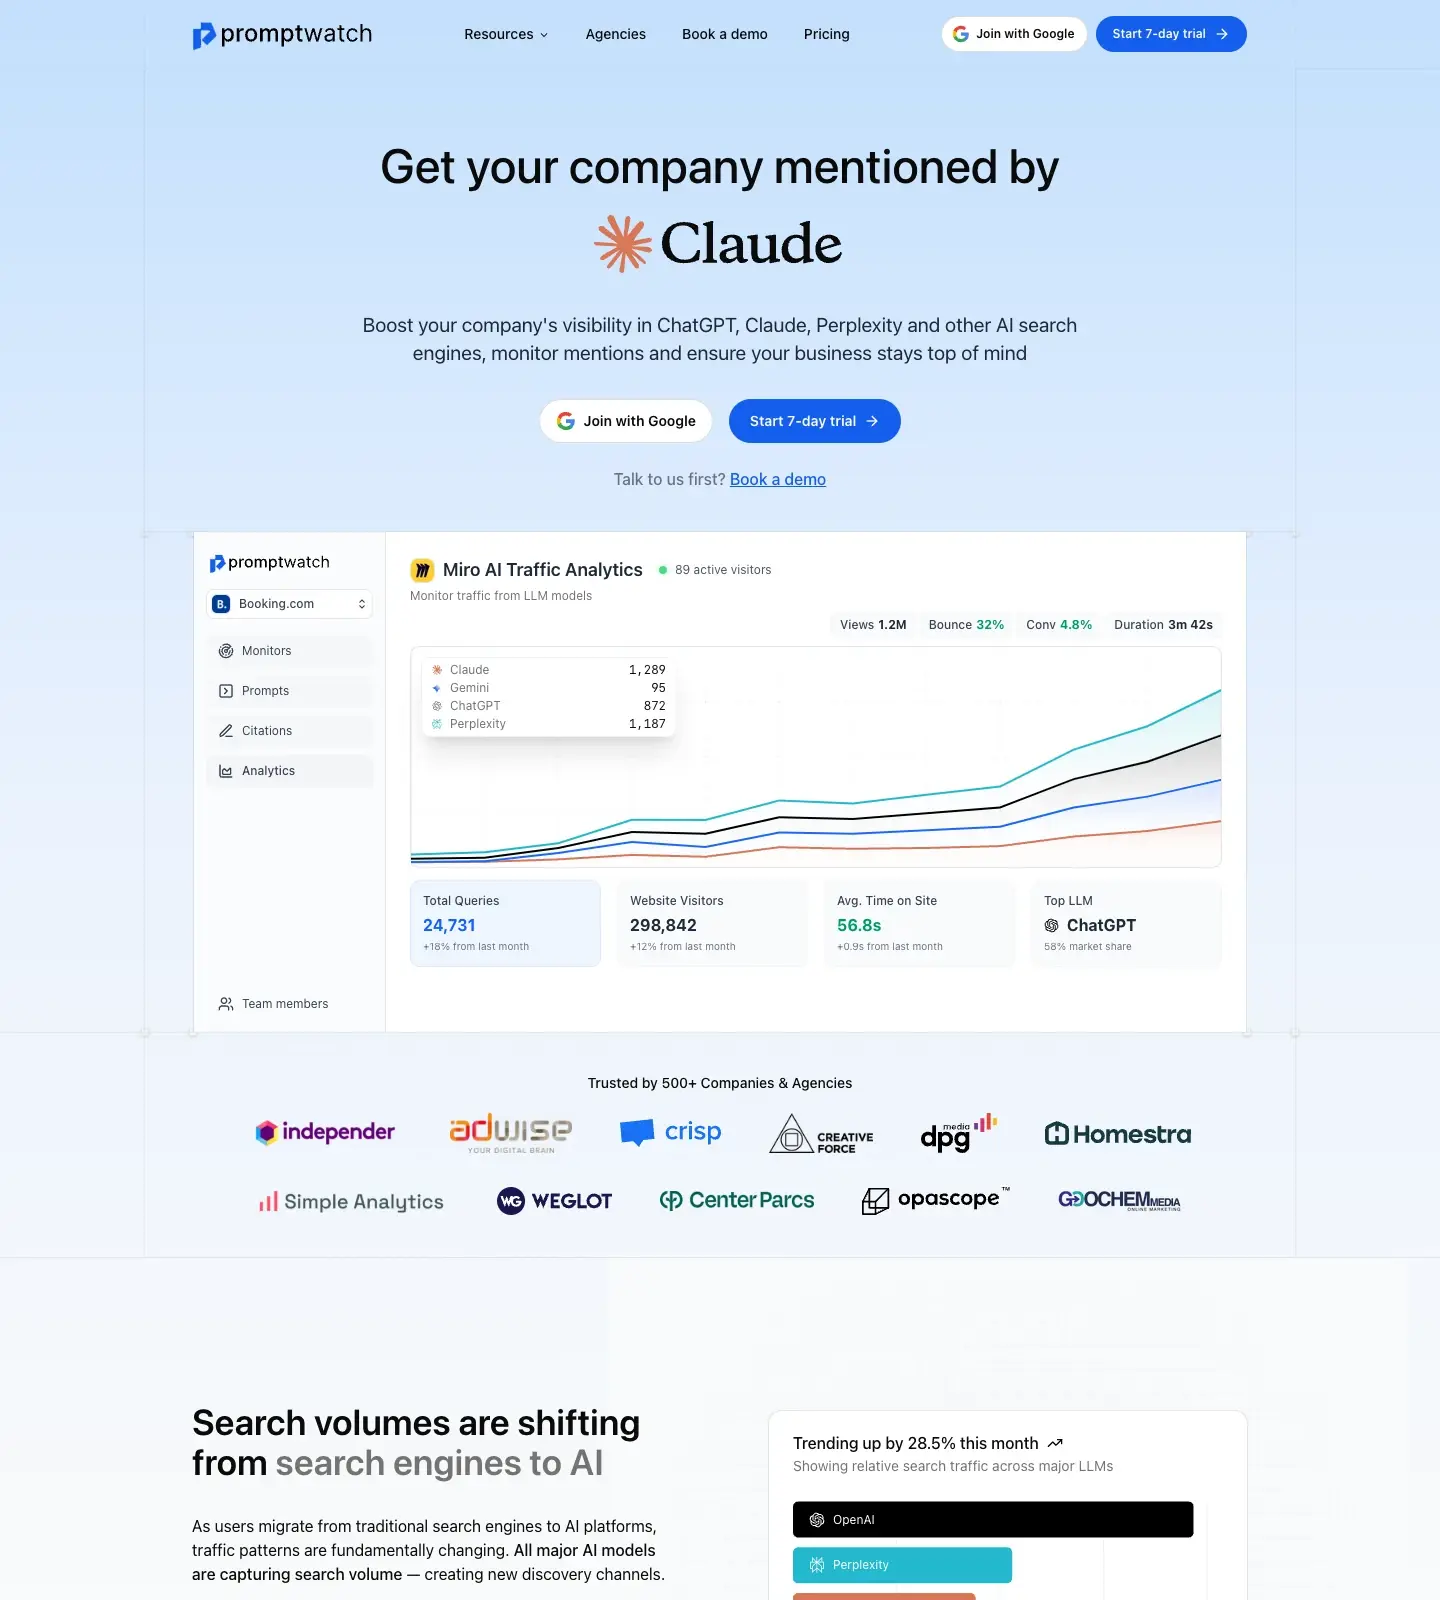 promptwatch
Resources
Agencies
Book a demo
Pricing
Join with Google
Start 7-day trial
Get your company mentioned by
Claude
Boost your company's visibility in ChatGPT, Claude, Perplexity and other AI search
engines, monitor mentions and ensure your business stays top of mind
Join with Google
Start 7-day trial
Talk to us first? Book a demo
promptwatch
B. Booking.com
Monitors
Prompts
Citations
Analytics
Team members
Miro AI Traffic Analytics
89 active visitors
Monitor traffic from LLM models
Views 1.2M
Bounce 32%
Conv 4.8%
Duration 3m 42s
Claude 1,289
Gemini 95
ChatGPT 872
Perplexity 1,187
Total Queries
24,731
+18% from last month
Website Visitors
298,842
+12% from last month
Avg. Time on Site
56.8s
+0.9s from last month
Top LLM
ChatGPT
58% market share
Trusted by 500+ Companies & Agencies
independer
adwise
YOUR DIGITAL BRAIN
crisp
CREATIVE
FORCE
media
dpg
Homestra
Simple Analytics
WG WEGLOT
Center Parcs
opascope™
GOOCHEM MEDIA
ONLINE MARKETING
Search volumes are shifting
from search engines to AI
As users migrate from traditional search engines to AI platforms,
traffic patterns are fundamentally changing. All major AI models
are capturing search volume — creating new discovery channels.
Trending up by 28.5% this month
Showing relative search traffic across major LLMs
OpenAI
Perplexity